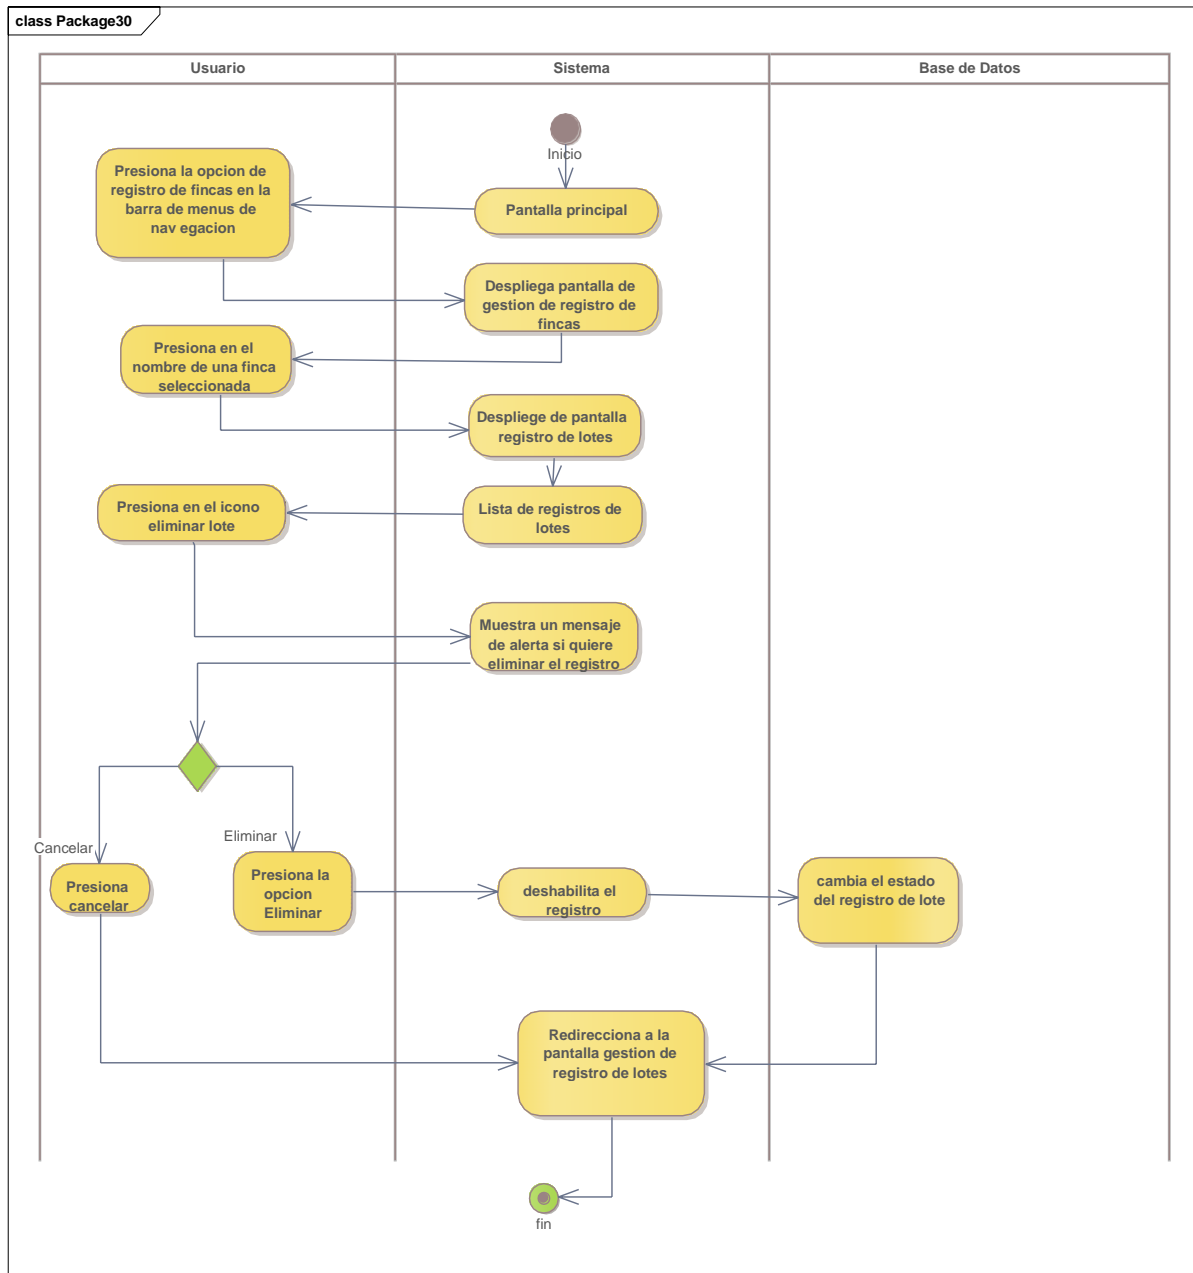 class Package30
Usuario
Sistema
Base de Datos
Inicio
Presiona la opcion de
registro de fincas en la
barra de menus de
nav egacion
Pantalla principal
Despliega pantalla de
gestion de registro de
fincas
Presiona en el
nombre de una finca
seleccionada
Despliege de pantalla
registro de lotes
Presiona en el icono
eliminar lote
Lista de registros de
lotes
Muestra un mensaje
de alerta si quiere
eliminar el registro
Cancelar
Eliminar
Presiona
cancelar
Presiona la
opcion
Eliminar
deshabilita el
registro
cambia el estado
del registro de lote
Redirecciona a la
pantalla gestion de
registro de lotes
fin